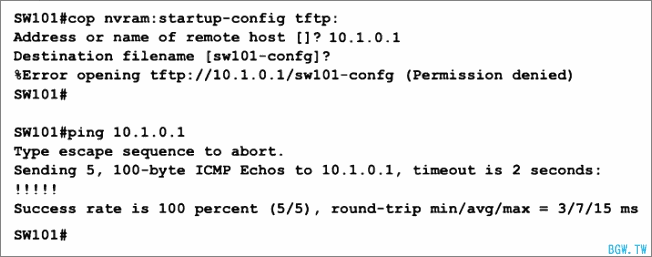 SW101#cop nvram:startup-config tftp:
Address or name of remote host []? 10.1.0.1
Destination filename [sw101-confg]?
%Error opening tftp://10.1.0.1/sw101-confg (Permission denied)
SW101#
SW101#ping 10.1.0.1
Type escape sequence to abort.
Sending 5, 100-byte ICMP Echos to 10.1.0.1, timeout is 2 seconds:
!!!!!
Success rate is 100 percent (5/5), round-trip min/avg/max = 3/7/15 ms
SW101#
BGW.TW